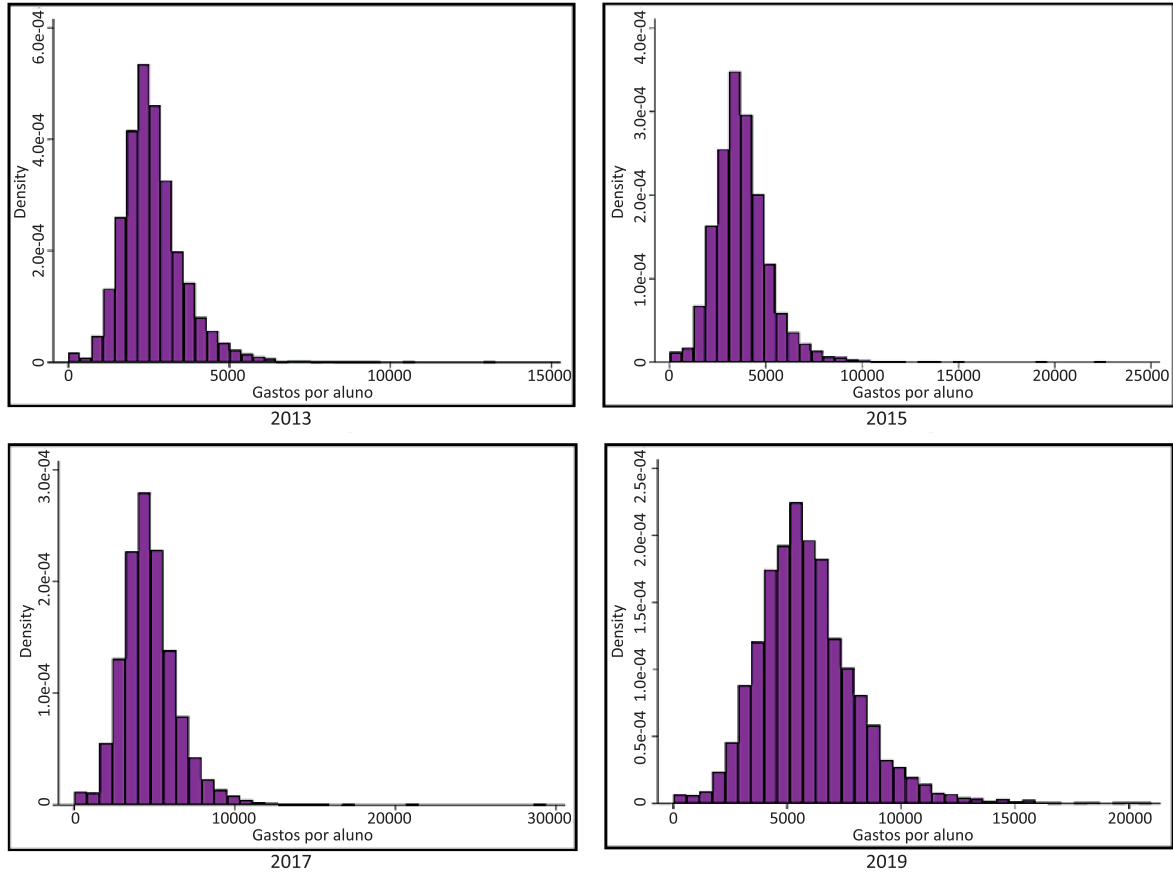 6.0e-04
4.0e-04
2.0e-04
0
Density
0 5000 10000 15000
Gastos por aluno
2013
4.0e-04
3.0e-04
2.0e-04
1.0e-04
0
Density
0 5000 10000 15000 20000 25000
Gastos por aluno
2015
3.0e-04
2.0e-04
1.0e-04
0
Density
0 10000 20000 30000
Gastos por aluno
2017
2.5e-04
2.0e-04
1.5e-04
1.0e-04
0.5e-04
0
Density
0 5000 10000 15000 20000
Gastos por aluno
2019